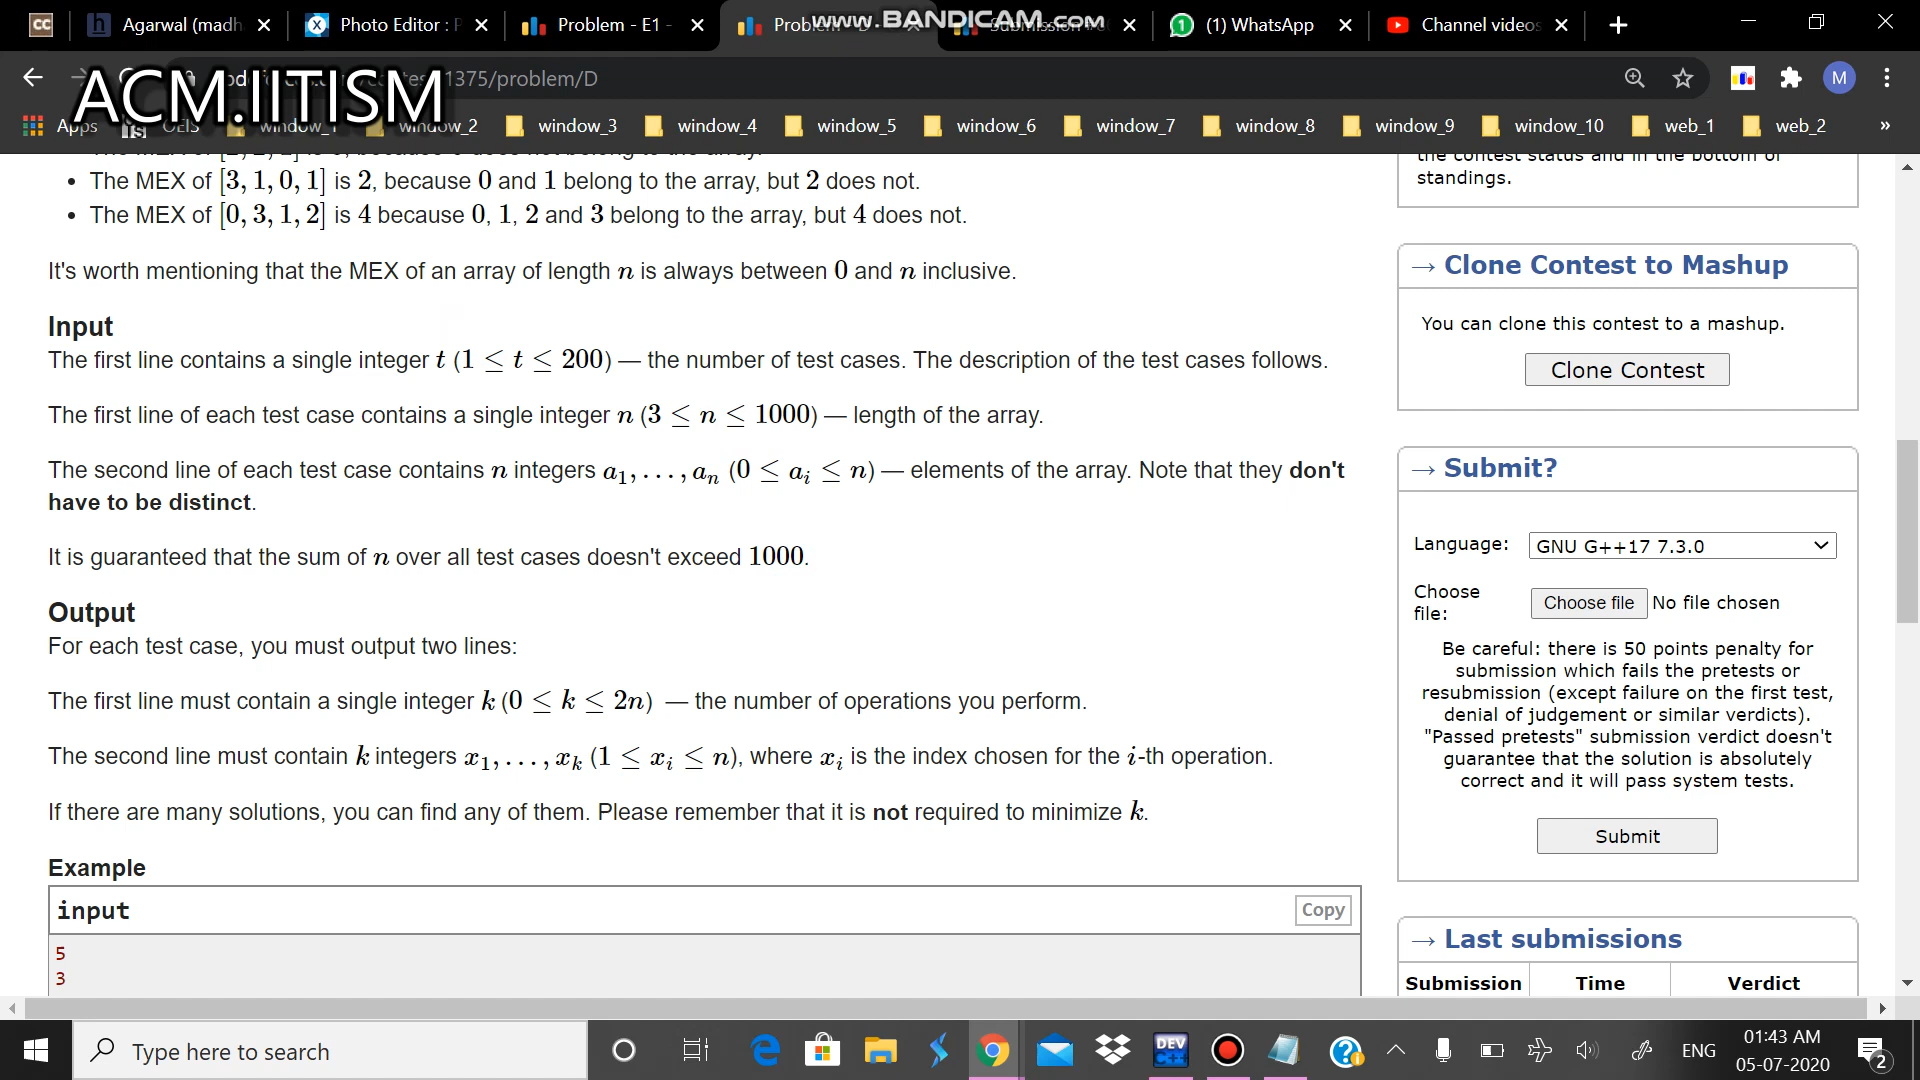 Agarwal (madh
Photo Editor : P
Problem - E1 -
www.BANDICAM.com
(1) WhatsApp
Channel videos
ACM.IITISM
1375/problem/D
M
Apps
OEIS
window_1
window_2
window_3
window_4
window_5
window_6
window_7
window_8
window_9
window_10
web_1
web_2
»
• The MEX of [3, 1, 0, 1] is 2, because 0 and 1 belong to the array, but 2 does not.
• The MEX of [0, 3, 1, 2] is 4 because 0, 1, 2 and 3 belong to the array, but 4 does not.
It's worth mentioning that the MEX of an array of length n is always between 0 and n inclusive.
Input
The first line contains a single integer t (1 ≤ t ≤ 200) — the number of test cases. The description of the test cases follows.
The first line of each test case contains a single integer n (3 ≤ n ≤ 1000) — length of the array.
The second line of each test case contains n integers a₁, . . . , aₙ (0 ≤ aᵢ ≤ n) — elements of the array. Note that they don't
have to be distinct.
It is guaranteed that the sum of n over all test cases doesn't exceed 1000.
Output
For each test case, you must output two lines:
The first line must contain a single integer k (0 ≤ k ≤ 2n) — the number of operations you perform.
The second line must contain k integers x₁, . . . , xₖ (1 ≤ xᵢ ≤ n), where xᵢ is the index chosen for the i-th operation.
If there are many solutions, you can find any of them. Please remember that it is not required to minimize k.
Example
input
Copy
5
3
the contest status and in the bottom of
standings.
→ Clone Contest to Mashup
You can clone this contest to a mashup.
Clone Contest
→ Submit?
Language:
GNU G++17 7.3.0
Choose
file:
Choose file No file chosen
Be careful: there is 50 points penalty for
submission which fails the pretests or
resubmission (except failure on the first test,
denial of judgement or similar verdicts).
"Passed pretests" submission verdict doesn't
guarantee that the solution is absolutely
correct and it will pass system tests.
Submit
→ Last submissions
Submission Time Verdict
Type here to search
DEV
C++
ENG
01:43 AM
05-07-2020
2